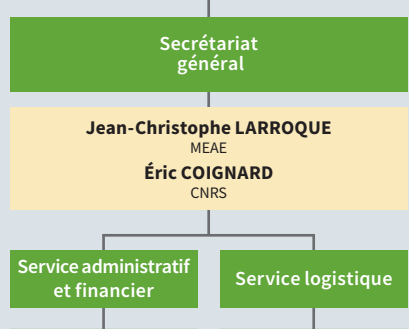 Secrétariat
général
Jean-Christophe LARROQUE
MEAE
Éric COIGNARD
CNRS
Service administratif
et financier
Service logistique